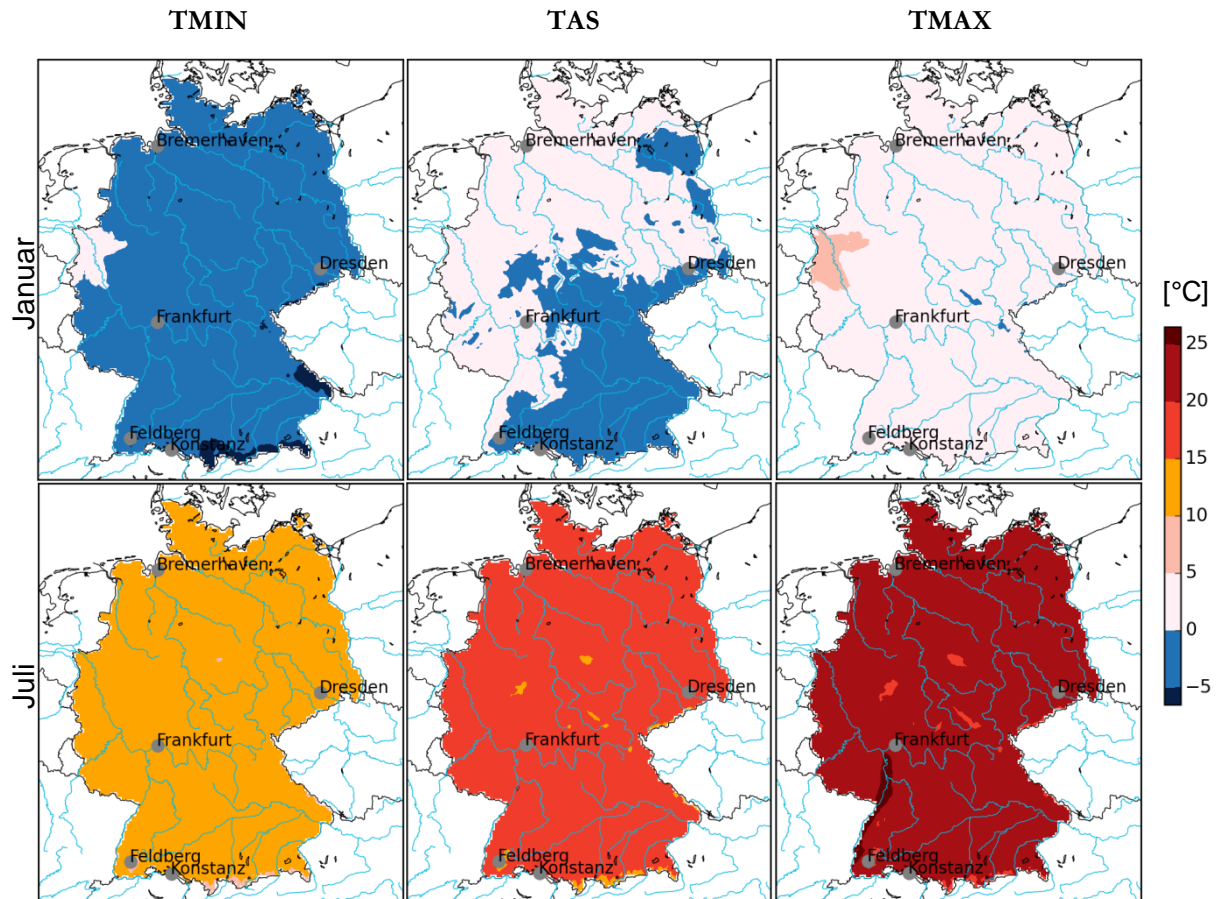 TMIN TAS TMAX
Januar
Bremerhaven
Dresden
Frankfurt
Feldberg
Konstanz
Bremerhaven
Dresden
Frankfurt
Feldberg
Konstanz
Bremerhaven
Dresden
Frankfurt
Feldberg
Konstanz
Juli
Bremerhaven
Dresden
Frankfurt
Feldberg
Konstanz
Bremerhaven
Dresden
Frankfurt
Feldberg
Konstanz
Bremerhaven
Dresden
Frankfurt
Feldberg
Konstanz
[°C]
25
20
15
10
5
0
−5